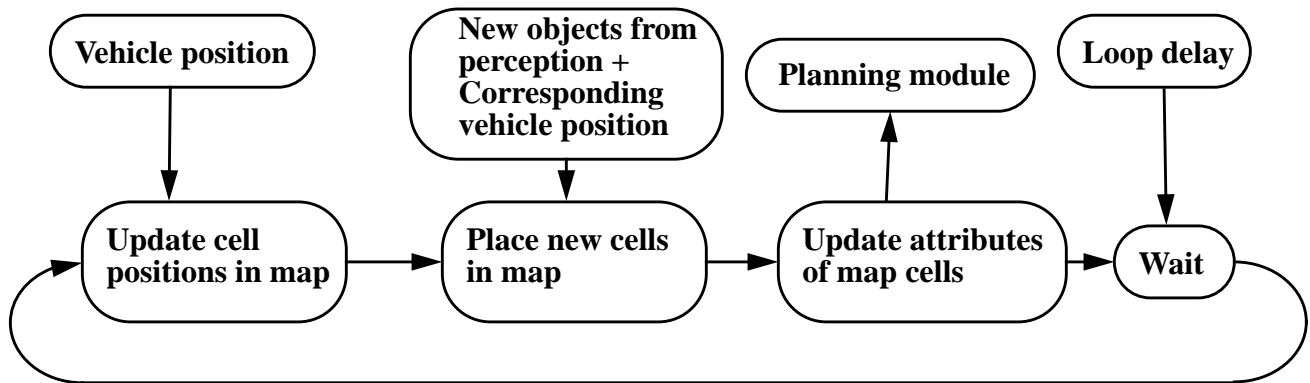 Vehicle position
New objects from
perception +
Corresponding
vehicle position
Planning module
Loop delay
Update cell
positions in map
Place new cells
in map
Update attributes
of map cells
Wait